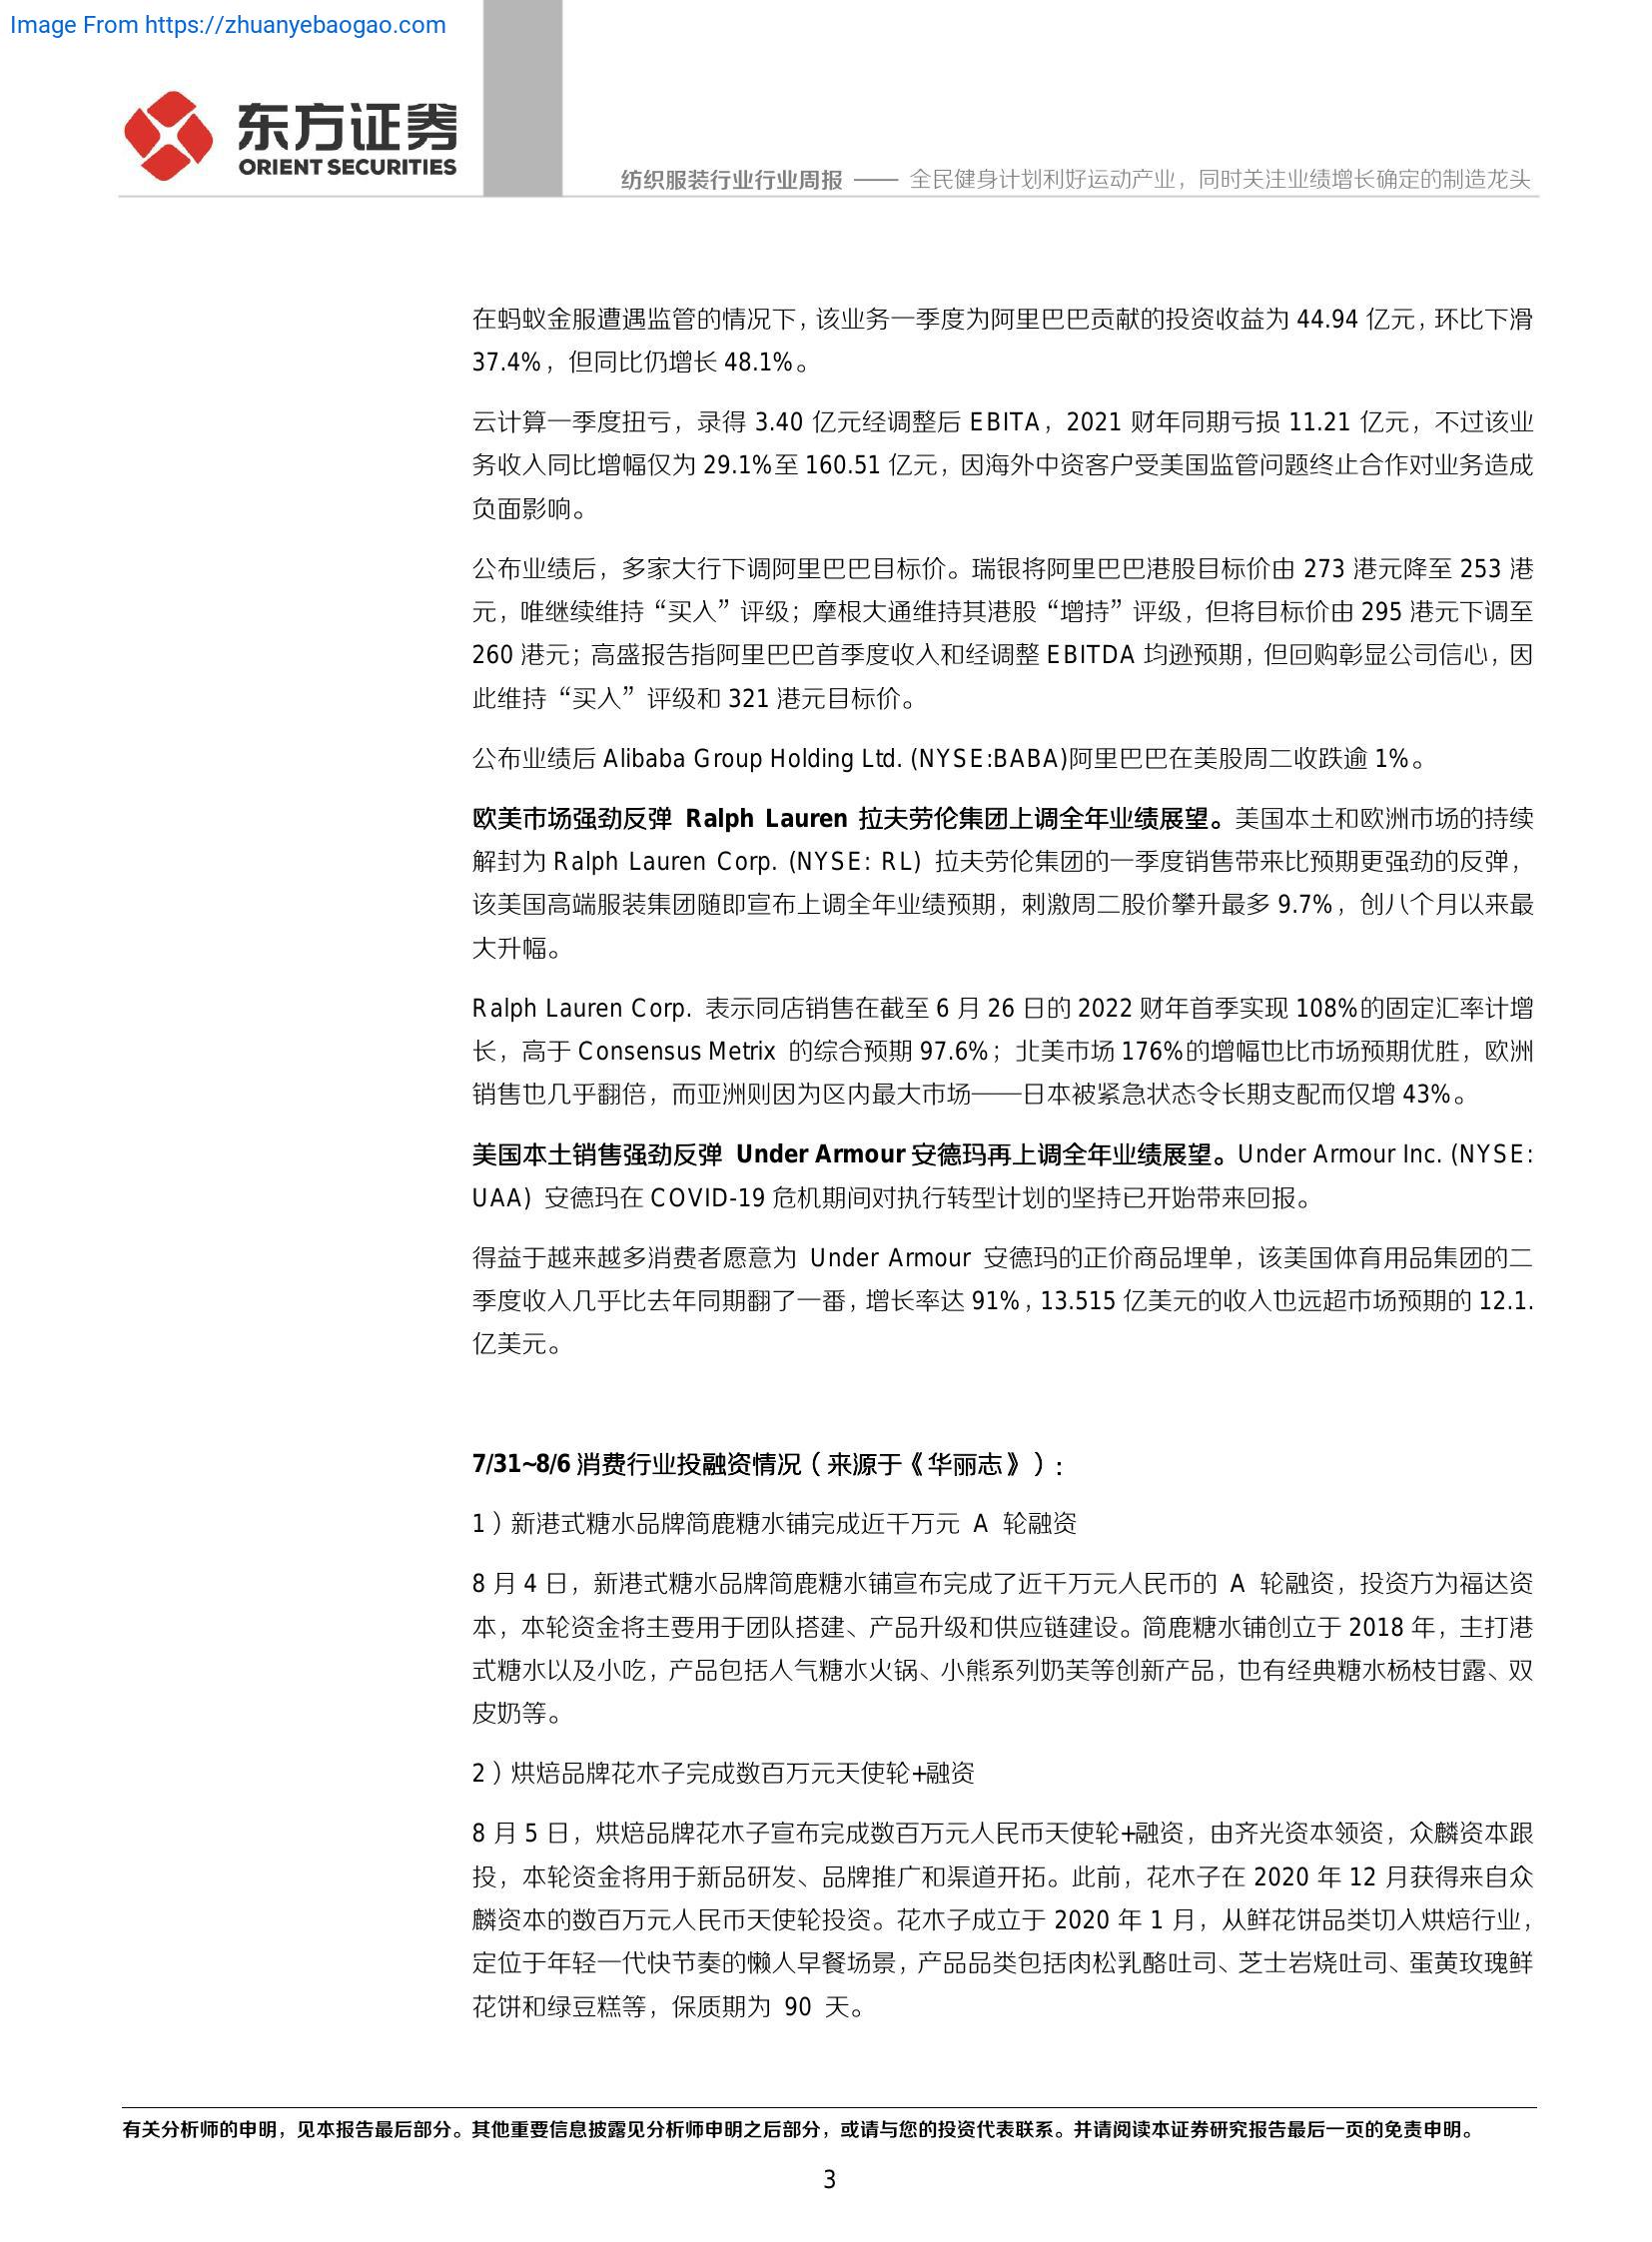 Image From https://zhuanyebaogao.com
东方证券
ORIENT SECURITIES
纺织服装行业行业周报 —— 全民健身计划利好运动产业，同时关注业绩增长确定的制造龙头
在蚂蚁金服遭遇监管的情况下，该业务一季度为阿里巴巴贡献的投资收益为 44.94 亿元，环比下滑
37.4%，但同比仍增长 48.1%。
云计算一季度扭亏，录得 3.40 亿元经调整后 EBITA，2021 财年同期亏损 11.21 亿元，不过该业
务收入同比增幅仅为 29.1%至 160.51 亿元，因海外中资客户受美国监管问题终止合作对业务造成
负面影响。
公布业绩后，多家大行下调阿里巴巴目标价。瑞银将阿里巴巴港股目标价由 273 港元降至 253 港
元，唯继续维持“买入”评级；摩根大通维持其港股“增持”评级，但将目标价由 295 港元下调至
260 港元；高盛报告指阿里巴巴首季度收入和经调整 EBITDA 均逊预期，但回购彰显公司信心，因
此维持“买入”评级和 321 港元目标价。
公布业绩后 Alibaba Group Holding Ltd. (NYSE:BABA)阿里巴巴在美股周二收跌逾 1%。
欧美市场强劲反弹 Ralph Lauren 拉夫劳伦集团上调全年业绩展望。美国本土和欧洲市场的持续
解封为 Ralph Lauren Corp. (NYSE: RL) 拉夫劳伦集团的一季度销售带来比预期更强劲的反弹，
该美国高端服装集团随即宣布上调全年业绩预期，刺激周二股价攀升最多 9.7%，创八个月以来最
大升幅。
Ralph Lauren Corp. 表示同店销售在截至 6 月 26 日的 2022 财年首季实现 108%的固定汇率计增
长，高于 Consensus Metrix 的综合预期 97.6%；北美市场 176%的增幅也比市场预期优胜，欧洲
销售也几乎翻倍，而亚洲则因为区内最大市场——日本被紧急状态令长期支配而仅增 43%。
美国本土销售强劲反弹 Under Armour 安德玛再上调全年业绩展望。Under Armour Inc. (NYSE:
UAA) 安德玛在 COVID-19 危机期间对执行转型计划的坚持已开始带来回报。
得益于越来越多消费者愿意为 Under Armour 安德玛的正价商品埋单，该美国体育用品集团的二
季度收入几乎比去年同期翻了一番，增长率达 91%，13.515 亿美元的收入也远超市场预期的 12.1.
亿美元。
7/31~8/6 消费行业投融资情况（来源于《华丽志》）:
1）新港式糖水品牌简鹿糖水铺完成近千万元 A 轮融资
8 月 4 日，新港式糖水品牌简鹿糖水铺宣布完成了近千万元人民币的 A 轮融资，投资方为福达资
本，本轮资金将主要用于团队搭建、产品升级和供应链建设。简鹿糖水铺创立于 2018 年，主打港
式糖水以及小吃，产品包括人气糖水火锅、小熊系列奶芙等创新产品，也有经典糖水杨枝甘露、双
皮奶等。
2）烘焙品牌花木子完成数百万元天使轮+融资
8 月 5 日，烘焙品牌花木子宣布完成数百万元人民币天使轮+融资，由齐光资本领资，众麟资本跟
投，本轮资金将用于新品研发、品牌推广和渠道开拓。此前，花木子在 2020 年 12 月获得来自众
麟资本的数百万元人民币天使轮投资。花木子成立于 2020 年 1 月，从鲜花饼品类切入烘焙行业，
定位于年轻一代快节奏的懒人早餐场景，产品品类包括肉松乳酪吐司、芝士岩烧吐司、蛋黄玫瑰鲜
花饼和绿豆糕等，保质期为 90 天。
有关分析师的申明，见本报告最后部分。其他重要信息披露见分析师申明之后部分，或请与您的投资代表联系。并请阅读本证券研究报告最后一页的免责申明。
3